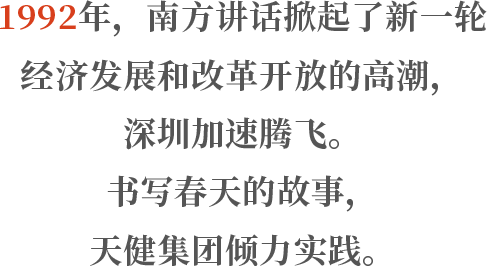 1992年，南方讲话掀起了新一轮
经济发展和改革开放的高潮，
深圳加速腾飞。
书写春天的故事，
天健集团倾力实践。